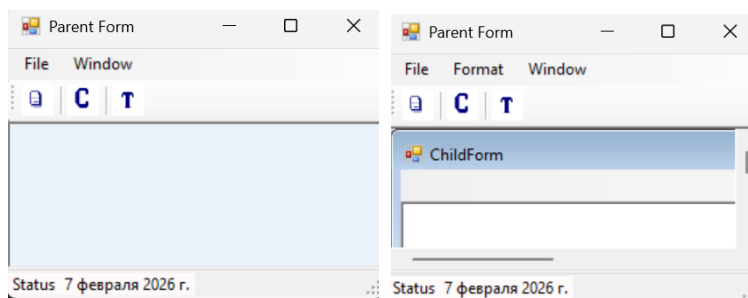 Parent Form
File Window
C T
Status 7 февраля 2026 г.
Parent Form
File Format Window
C T
ChildForm
Status 7 февраля 2026 г.